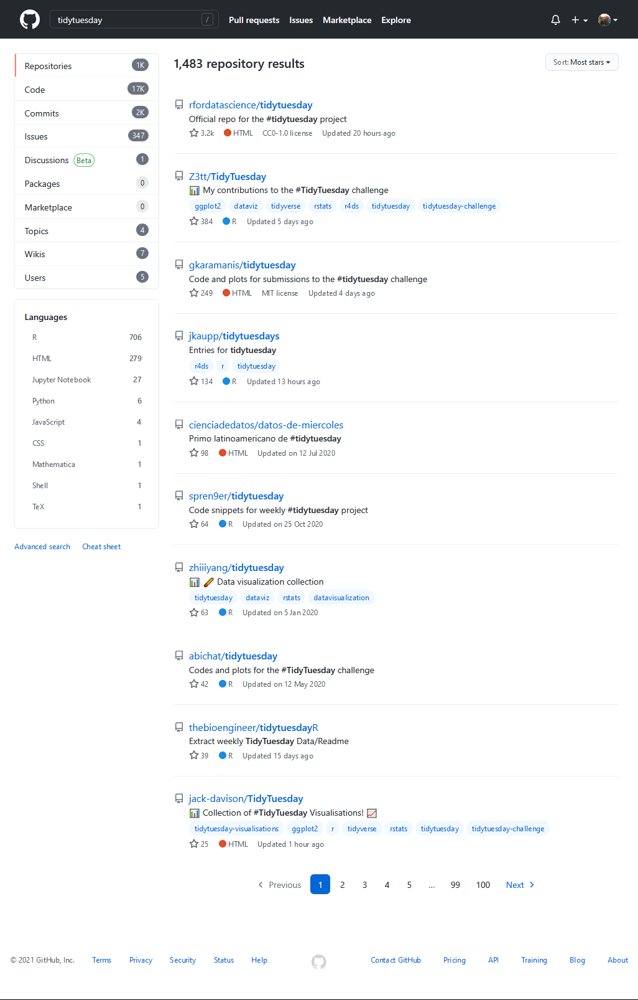 tidytuesday / Pull requests Issues Marketplace Explore
Repositories 1K
Code 17K
Commits 2K
Issues 347
Discussions Beta 1
Packages 0
Marketplace 0
Topics 4
Wikis 7
Users 5
Languages
R 706
HTML 279
Jupyter Notebook 27
Python 6
JavaScript 4
CSS 1
Mathematica 1
Shell 1
TeX 1
Advanced search Cheat sheet
1,483 repository results
Sort: Most stars
rfordatascience/tidytuesday
Official repo for the #tidytuesday project
3.2k HTML CC0-1.0 license Updated 20 hours ago
Z3tt/TidyTuesday
📊 My contributions to the #TidyTuesday challenge
ggplot2 dataviz tidyverse rstats r4ds tidytuesday tidytuesday-challenge
384 R Updated 5 days ago
gkaramanis/tidytuesday
Code and plots for submissions to the #tidytuesday challenge
249 HTML MIT license Updated 4 days ago
jkaupp/tidytuesdays
Entries for tidytuesday
r4ds r tidytuesday
134 R Updated 13 hours ago
cienciadedatos/datos-de-miercoles
Primo latinoamericano de #tidytuesday
98 HTML Updated on 12 Jul 2020
spren9er/tidytuesday
Code snippets for weekly #tidytuesday project
64 R Updated on 25 Oct 2020
zhiiiyang/tidytuesday
📊 🖍 Data visualization collection
tidytuesday dataviz rstats datavisualization
63 R Updated on 5 Jan 2020
abichat/tidytuesday
Codes and plots for the #TidyTuesday challenge
42 R Updated on 12 May 2020
thebioengineer/tidytuesdayR
Extract weekly TidyTuesday Data/Readme
39 R Updated 15 days ago
jack-davison/TidyTuesday
📊 Collection of #TidyTuesday Visualisations! 📈
tidytuesday-visualisations ggplot2 r tidyverse rstats tidytuesday tidytuesday-challenge
25 HTML Updated 1 hour ago
Previous 1 2 3 4 5 … 99 100 Next
© 2021 GitHub, Inc. Terms Privacy Security Status Help Contact GitHub Pricing API Training Blog About